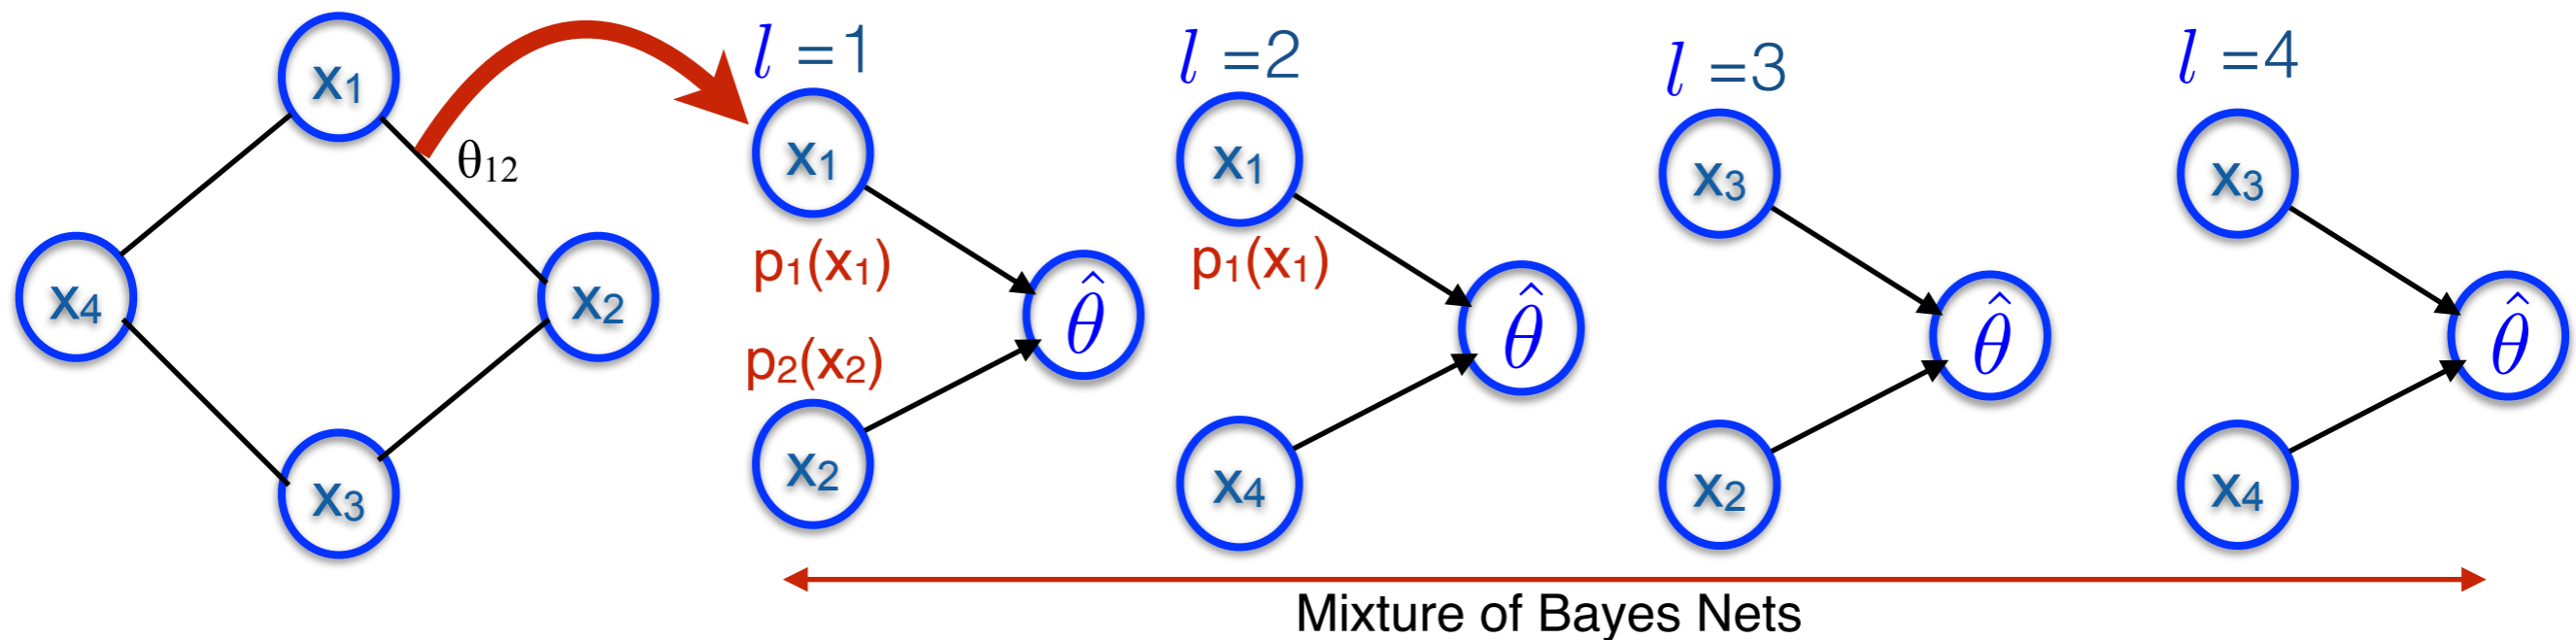 x₁
θ₁₂
x₄
x₂
x₃
l =1
x₁
p₁(x₁)
p₂(x₂)
x₂
θ̂
l =2
x₁
p₁(x₁)
x₄
θ̂
l =3
x₃
x₂
θ̂
l =4
x₃
x₄
θ̂
Mixture of Bayes Nets